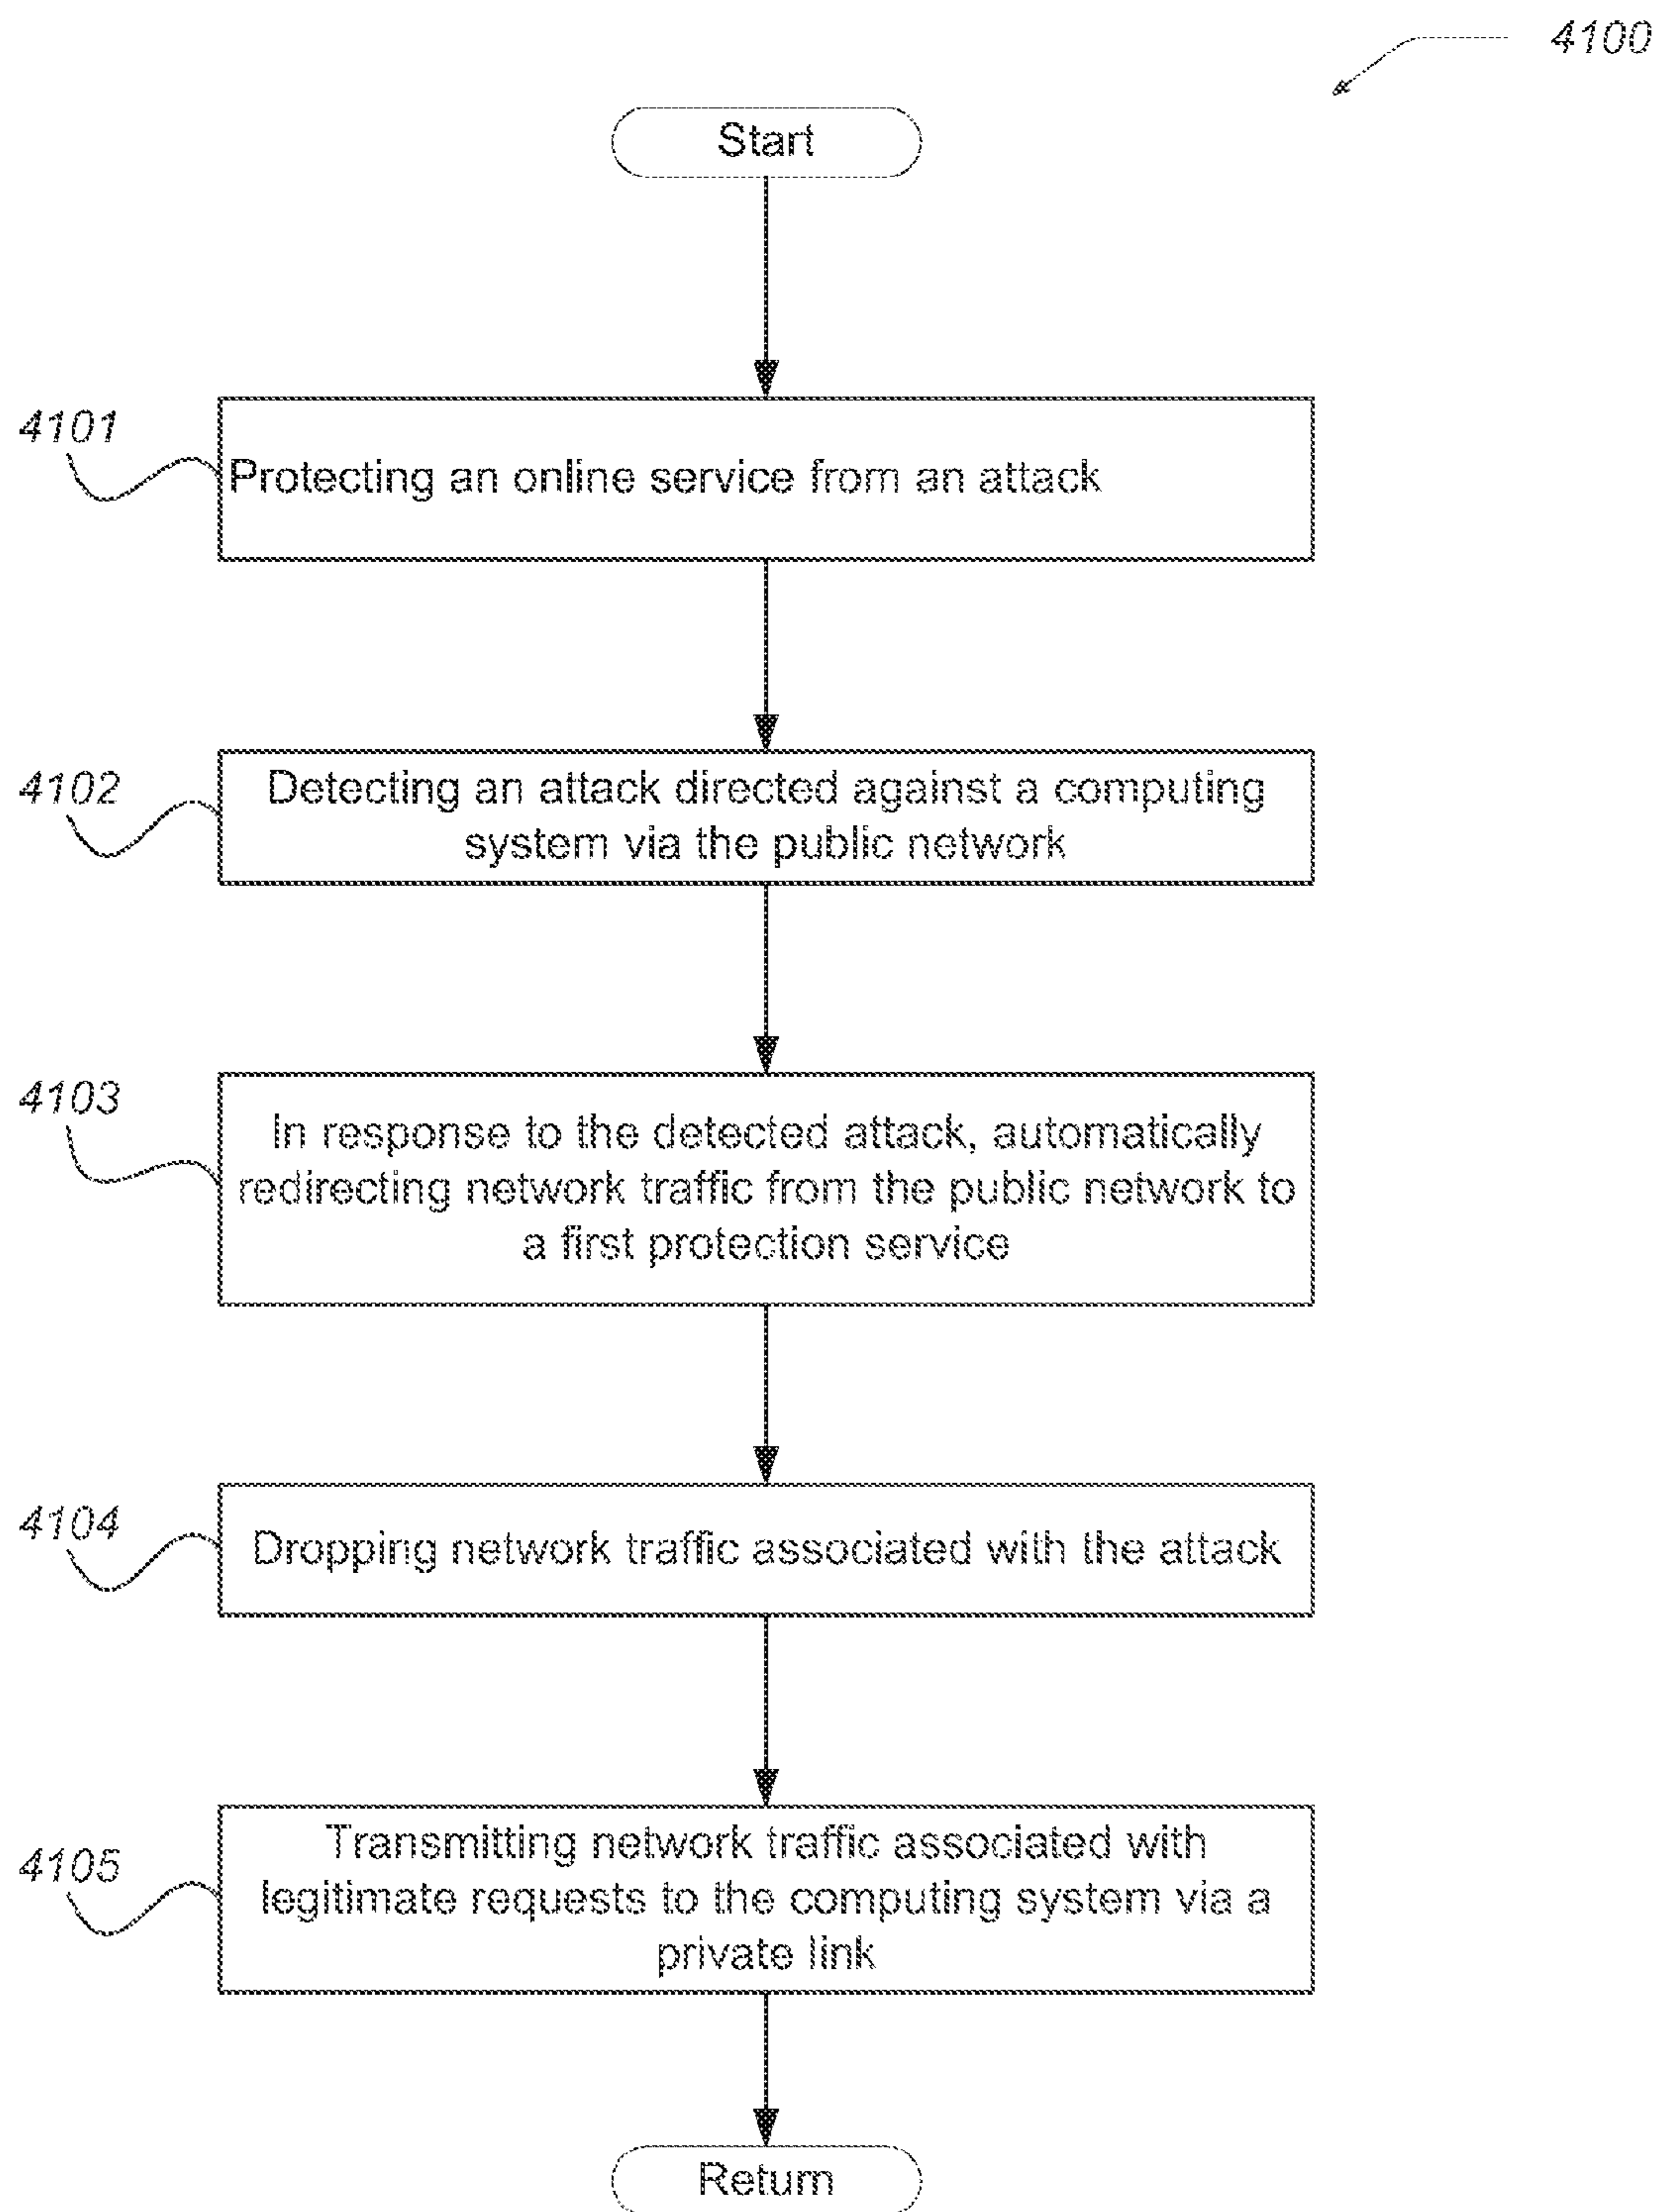 4100
Start
4101
Protecting an online service from an attack
4102
Detecting an attack directed against a computing
system via the public network
4103
In response to the detected attack, automatically
redirecting network traffic from the public network to
a first protection service
4104
Dropping network traffic associated with the attack
4105
Transmitting network traffic associated with
legitimate requests to the computing system via a
private link
Return